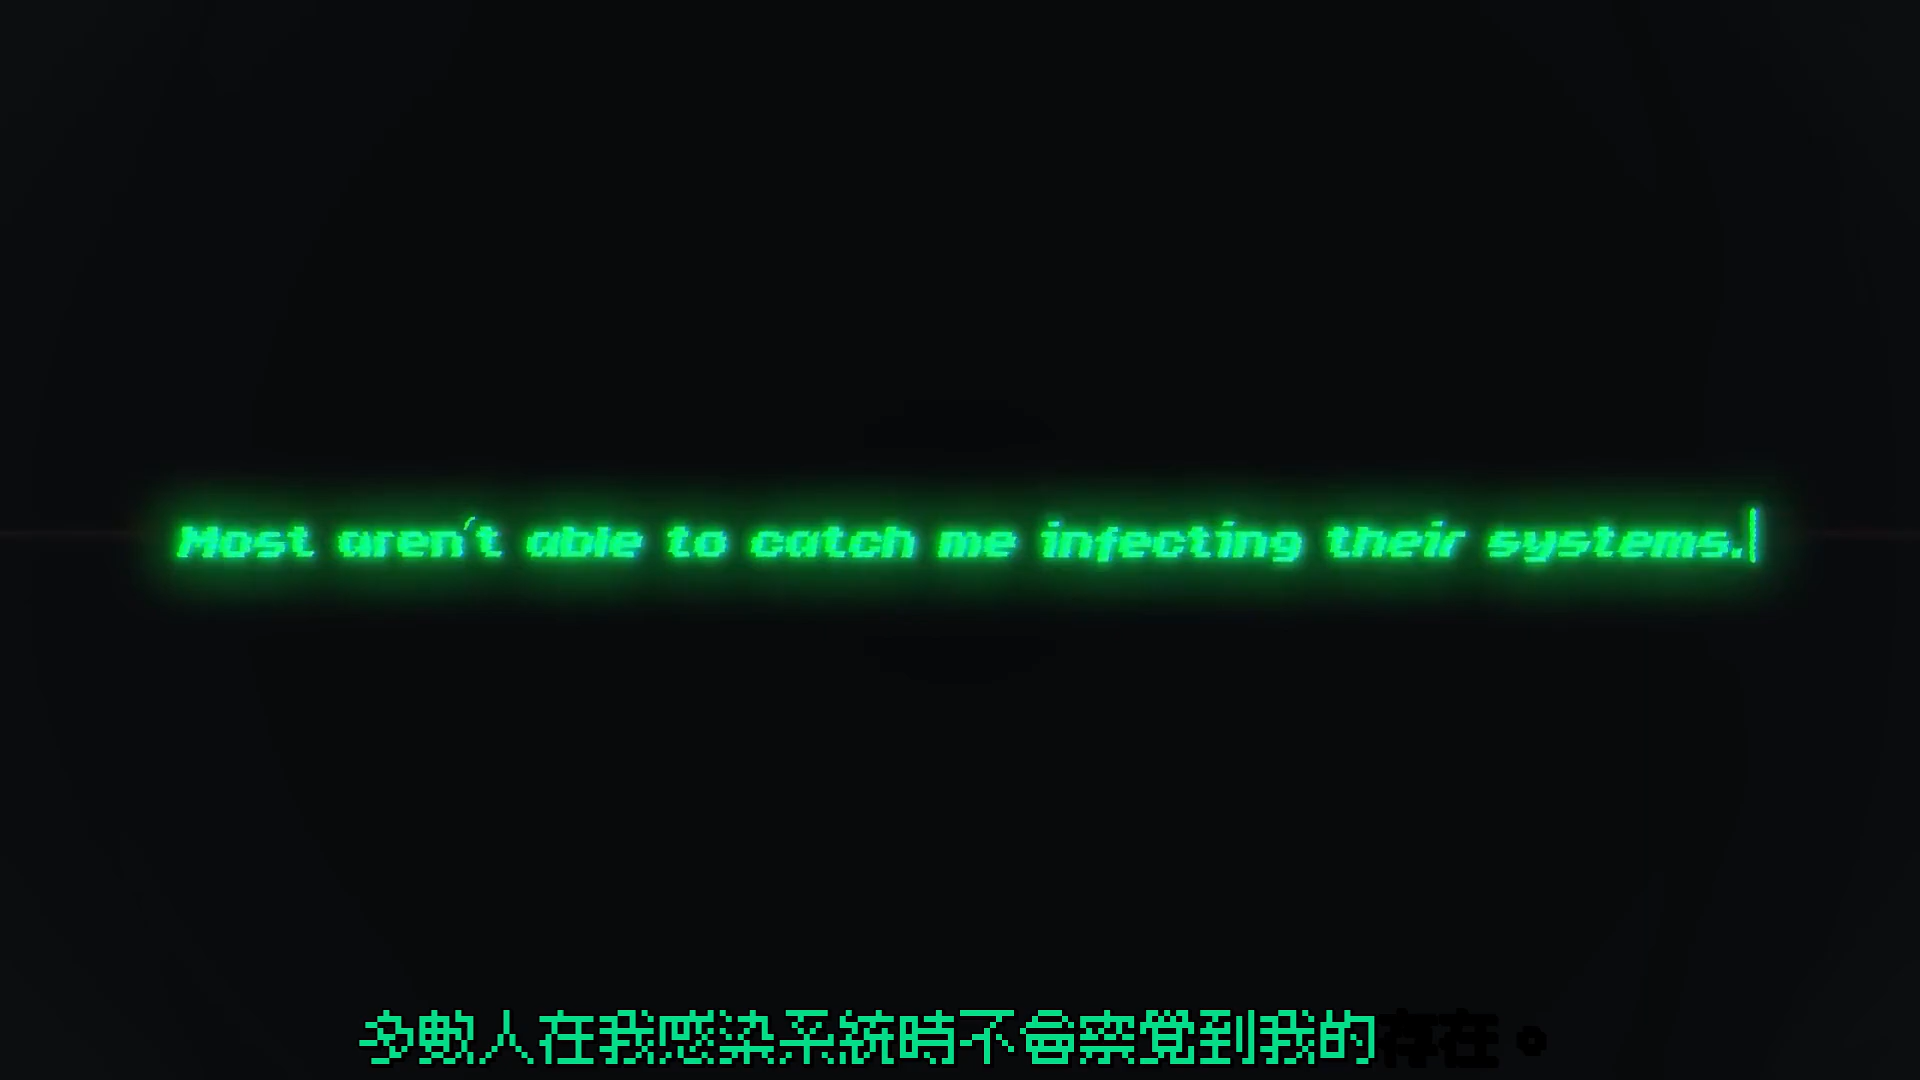 Most aren't able to catch me infecting their systems.
多數人在我感染系統時不會察覺到我的存在。